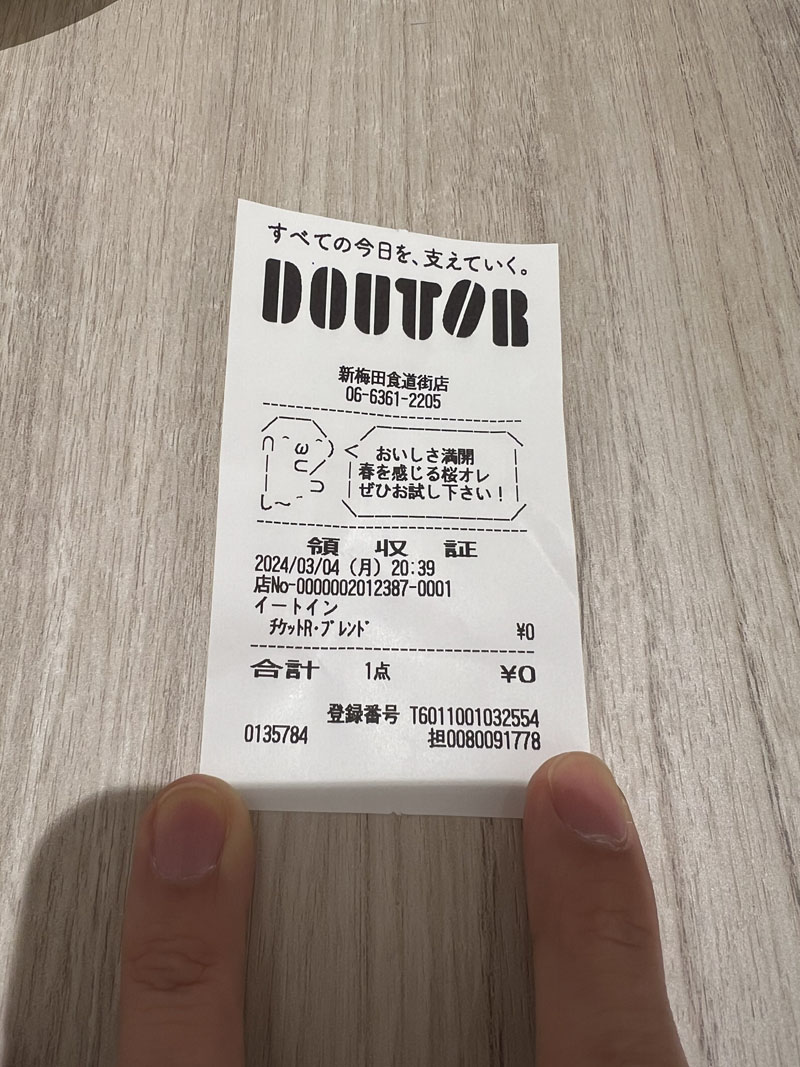 すべての今日を、支えていく。
DOUTOR
新梅田食道街店
06-6361-2205
おいしさ満開
春を感じる桜オレ
ぜひお試し下さい！
領収証
2024/03/04 (月) 20:39
店No-0000002012387-0001
イートイン
ﾁｹｯﾄR・ﾌﾞﾚﾝﾄﾞ ¥0
合計 1点 ¥0
登録番号 T6011001032554
0135784 担0080091778